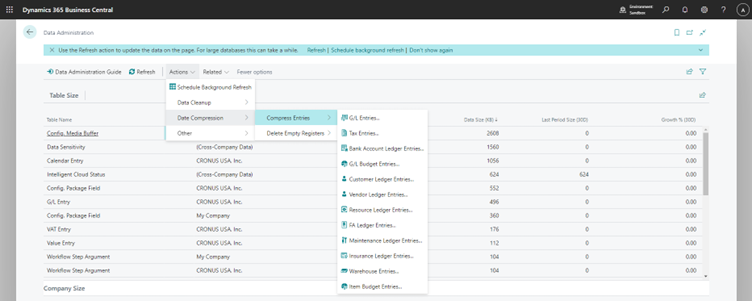 Dynamics 365 Business Central
Environment
Sandbox
A
Data Administration
Use the Refresh action to update the data on the page. For large databases this can take a while. Refresh | Schedule background refresh | Don't show again
Data Administration Guide Refresh Actions Related Fewer options
Schedule Background Refresh
Data Cleanup
Date Compression
Other
Compress Entries
Delete Empty Registers
G/L Entries...
Tax Entries...
Bank Account Ledger Entries...
G/L Budget Entries...
Customer Ledger Entries...
Vendor Ledger Entries...
Resource Ledger Entries...
FA Ledger Entries...
Maintenance Ledger Entries...
Insurance Ledger Entries...
Warehouse Entries...
Item Budget Entries...
Table Size
Table Name Data Size (KB) ↓ Last Period Size (KB) Growth % (30D)
Config. Media Buffer 2608 0 0.00
Data Sensitivity (Cross-Company Data) 1560 0 0.00
Calendar Entry CRONUS USA, Inc. 1056 0 0.00
Intelligent Cloud Status (Cross-Company Data) 624 624 0.00
Config. Package Field CRONUS USA, Inc. 552 0 0.00
G/L Entry CRONUS USA, Inc. 496 0 0.00
Config. Package Field My Company 360 0 0.00
VAT Entry CRONUS USA, Inc. 176 0 0.00
Value Entry CRONUS USA, Inc. 112 0 0.00
Workflow Step Argument My Company 104 0 0.00
Workflow Step Argument CRONUS USA, Inc. 104 0 0.00
Company Size